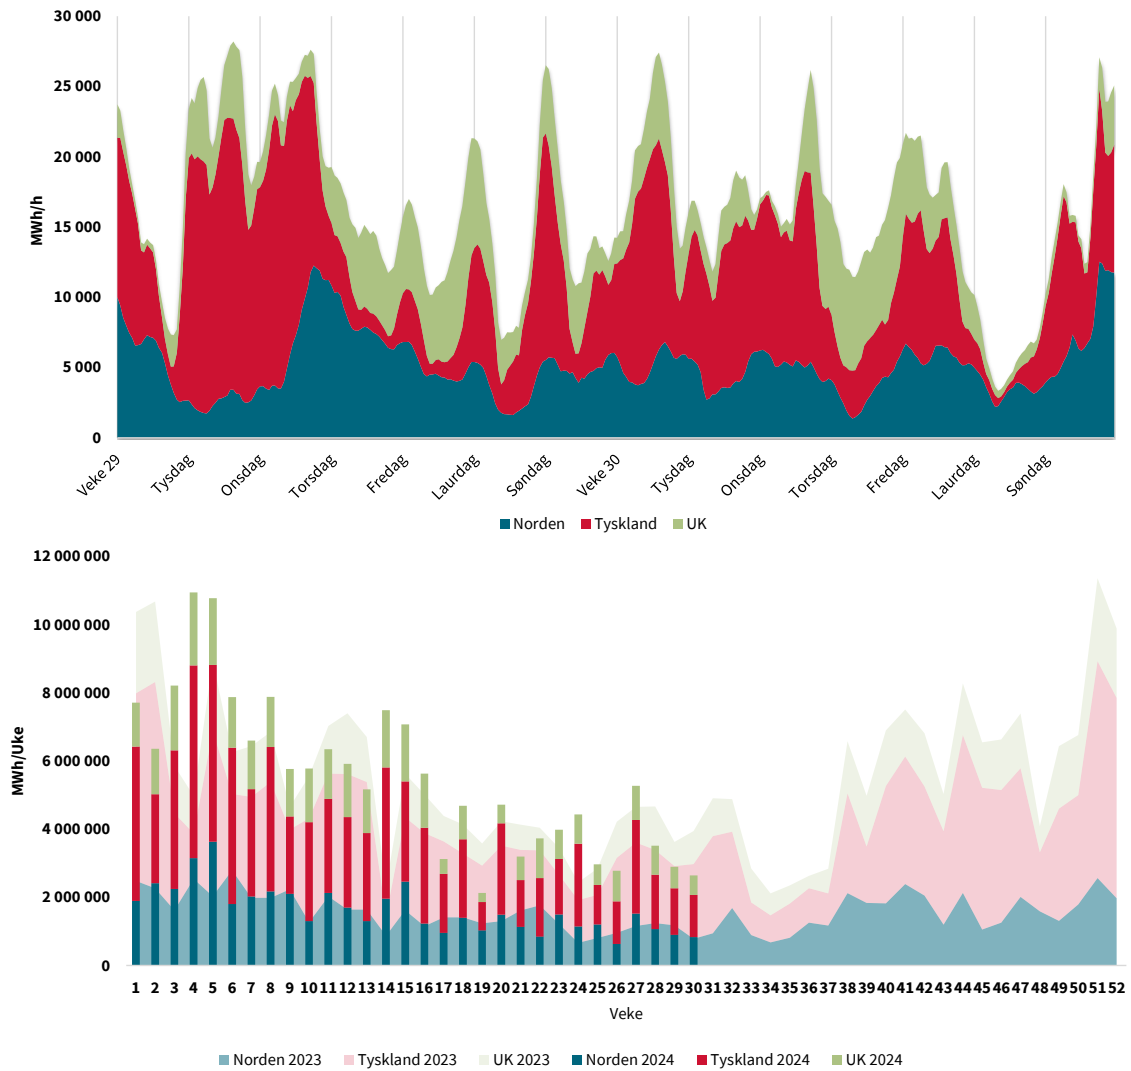 30 000
25 000
20 000
15 000
10 000
5 000
0
MWh/h
Veke 29
Tysdag
Onsdag
Torsdag
Fredag
Laurdag
Søndag
Veke 30
Tysdag
Onsdag
Torsdag
Fredag
Laurdag
Søndag
Norden Tyskland UK
12 000 000
10 000 000
8 000 000
6 000 000
4 000 000
2 000 000
0
MWh/Uke
1 2 3 4 5 6 7 8 9 10 11 12 13 14 15 16 17 18 19 20 21 22 23 24 25 26 27 28 29 30 31 32 33 34 35 36 37 38 39 40 41 42 43 44 45 46 47 48 49 50 51 52
Veke
Norden 2023 Tyskland 2023 UK 2023 Norden 2024 Tyskland 2024 UK 2024